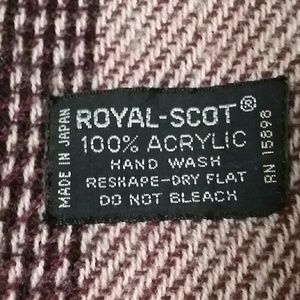 MADE IN JAPAN
ROYAL-SCOT®
100% ACRYLIC
HAND WASH
RESHAPE-DRY FLAT
DO NOT BLEACH
RN 15898